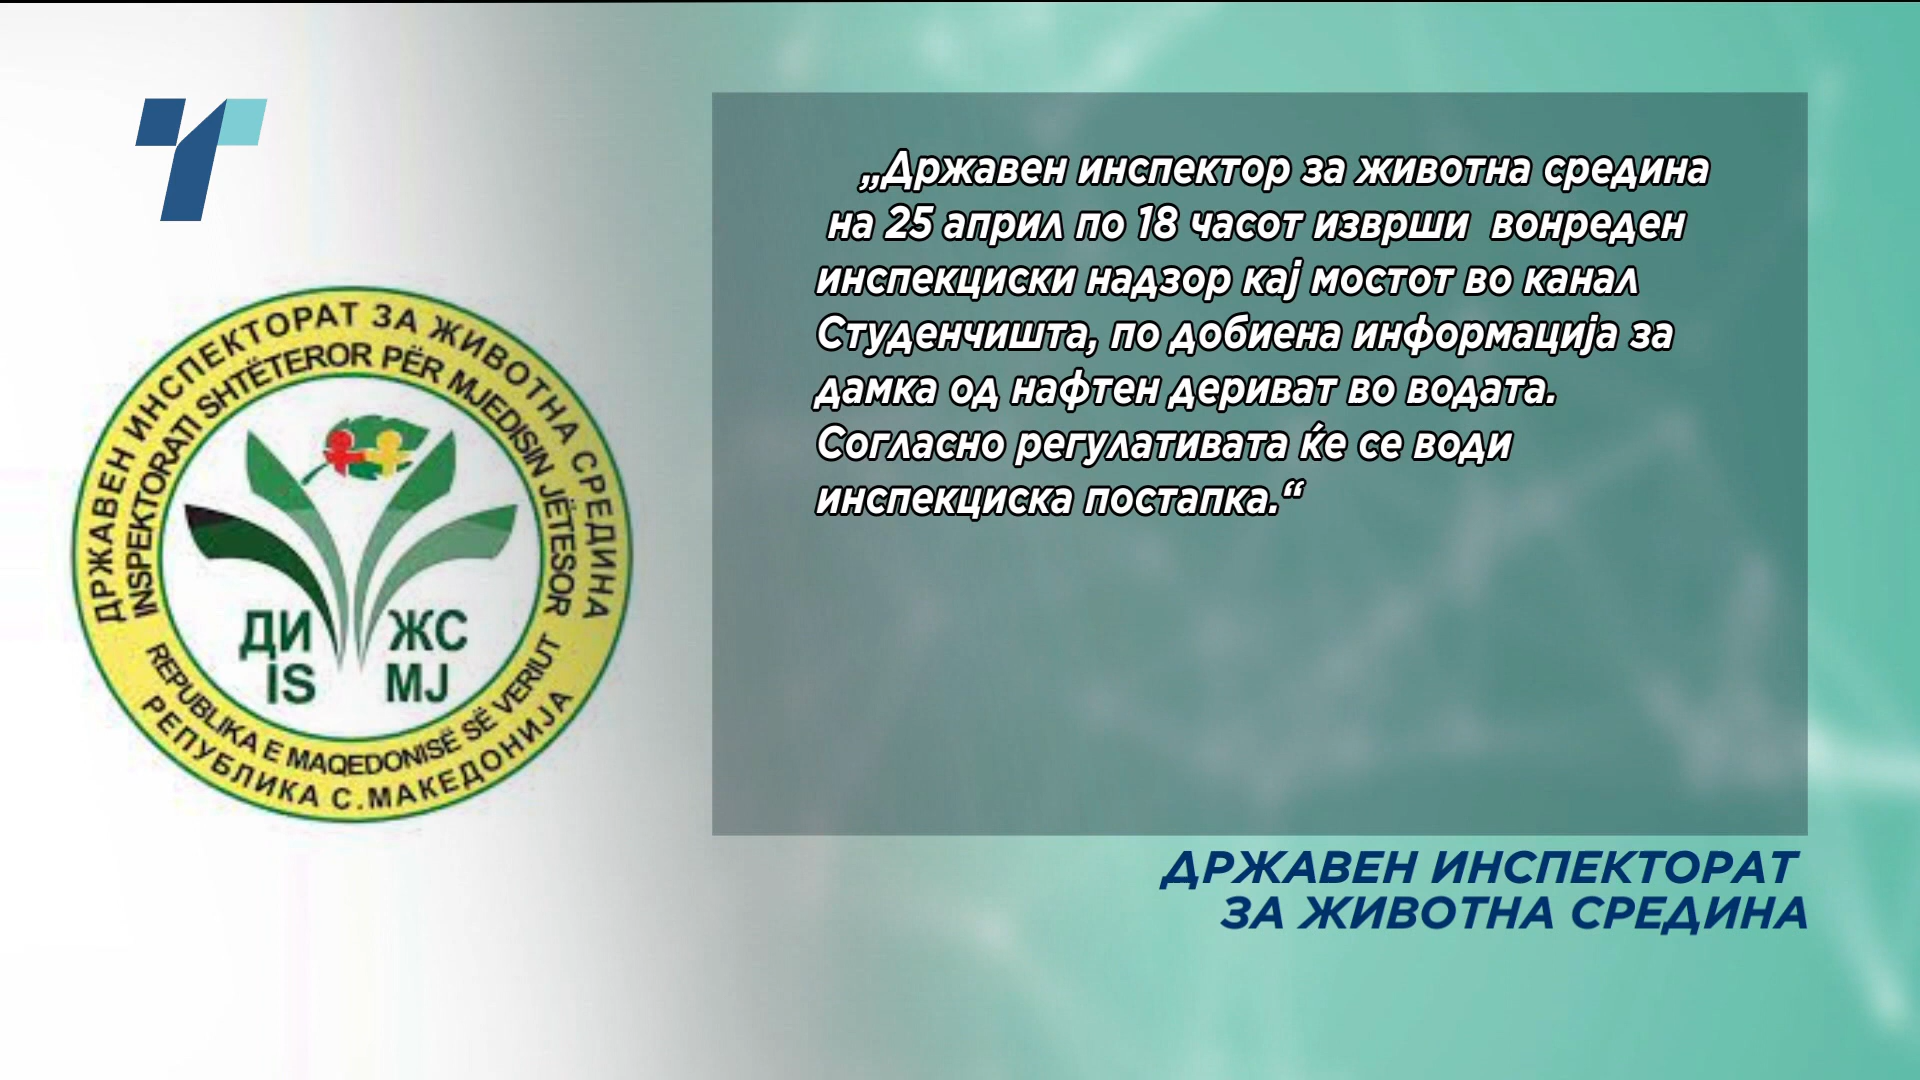 „Државен инспектор за животна средина
на 25 април по 18 часот изврши вонреден
инспекциски надзор кај мостот во канал
Студенчишта, по добиена информација за
дамка од нафтен дериват во водата.
Согласно регулативата ќе се води
инспекциска постапка.“
ДРЖАВЕН ИНСПЕКТОРАТ ЗА ЖИВОТНА СРЕДИНА
INSPEKTORATI SHTËTEROR PËR MJEDISIN JËTESOR
ДИ ЖС
IS MJ
REPUBLIKA E MAQEDONISË SË VERIUT
РЕПУБЛИКА С.МАКЕДОНИЈА
ДРЖАВЕН ИНСПЕКТОРАТ
ЗА ЖИВОТНА СРЕДИНА